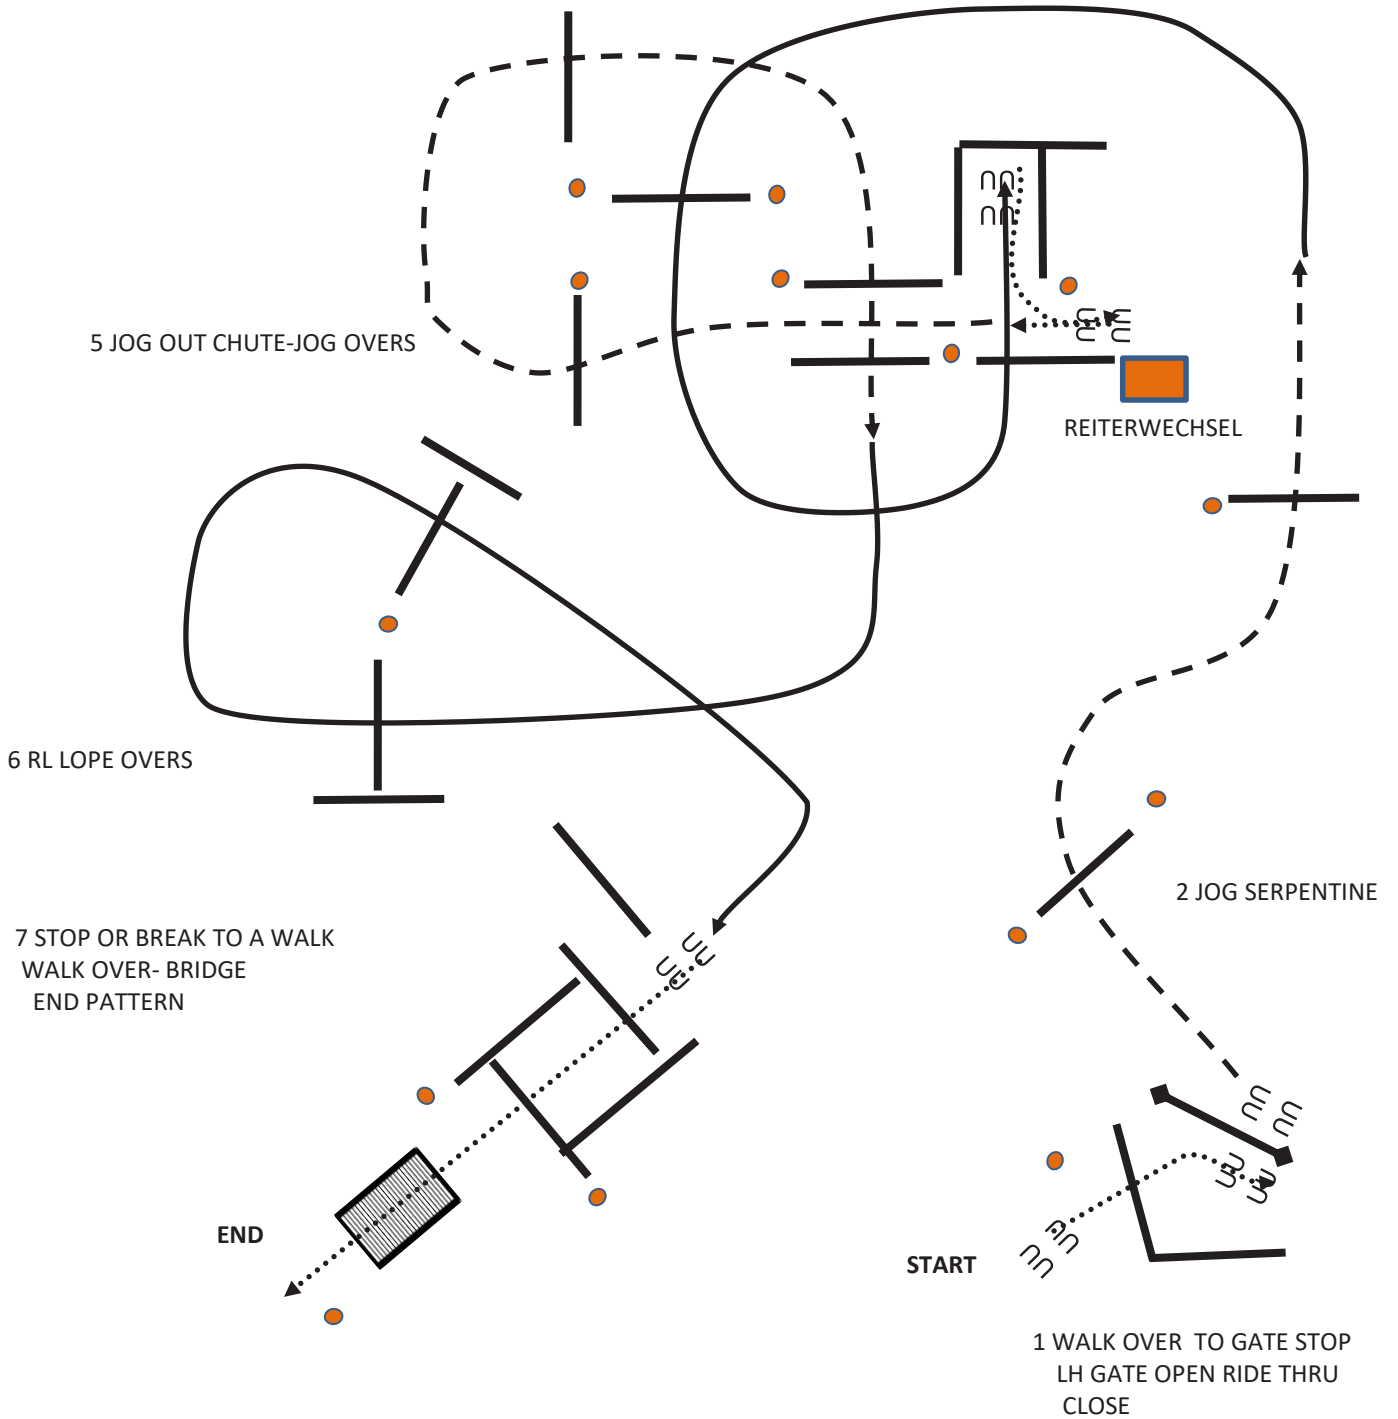 5 JOG OUT CHUTE-JOG OVERS
REITERWECHSEL
6 RL LOPE OVERS
2 JOG SERPENTINE
7 STOP OR BREAK TO A WALK
WALK OVER- BRIDGE
END PATTERN
END
START
1 WALK OVER TO GATE STOP
LH GATE OPEN RIDE THRU
CLOSE